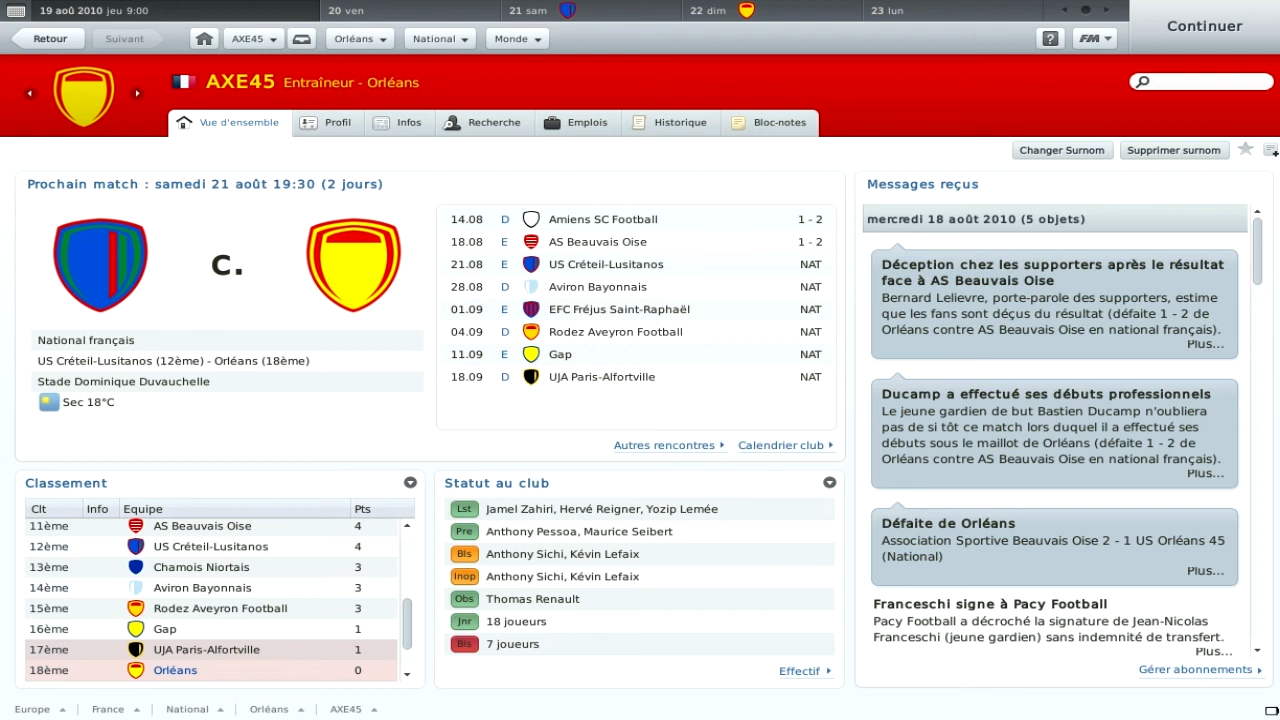 19 aoû 2010 jeu 9:00
20 ven
21 sam
22 dim
23 lun
Continuer
Retour
Suivant
AXE45
Orléans
National
Monde
?
FM
AXE45 Entraîneur - Orléans
Vue d'ensemble
Profil
Infos
Recherche
Emplois
Historique
Bloc-notes
Changer Surnom
Supprimer surnom
Prochain match : samedi 21 août 19:30 (2 jours)
C.
National français
US Créteil-Lusitanos (12ème) - Orléans (18ème)
Stade Dominique Duvauchelle
Sec 18°C
14.08 D Amiens SC Football 1 - 2
18.08 E AS Beauvais Oise 1 - 2
21.08 E US Créteil-Lusitanos NAT
28.08 D Aviron Bayonnais NAT
01.09 E EFC Fréjus Saint-Raphaël NAT
04.09 D Rodez Aveyron Football NAT
11.09 E Gap NAT
18.09 D UJA Paris-Alfortville NAT
Autres rencontres
Calendrier club
Classement
Clt Info Equipe Pts
11ème AS Beauvais Oise 4
12ème US Créteil-Lusitanos 4
13ème Chamois Niortais 3
14ème Aviron Bayonnais 3
15ème Rodez Aveyron Football 3
16ème Gap 1
17ème UJA Paris-Alfortville 1
18ème Orléans 0
Statut au club
Lst Jamel Zahiri, Hervé Reigner, Yozip Lemée
Pre Anthony Pessoa, Maurice Seibert
Bls Anthony Sichi, Kévin Lefaix
Inop Anthony Sichi, Kévin Lefaix
Obs Thomas Renault
Jnr 18 joueurs
Bls 7 joueurs
Effectif
Messages reçus
mercredi 18 août 2010 (5 objets)
Déception chez les supporters après le résultat
face à AS Beauvais Oise
Bernard Lelievre, porte-parole des supporters, estime
que les fans sont déçus du résultat (défaite 1 - 2 de
Orléans contre AS Beauvais Oise en national français).
Plus...
Ducamp a effectué ses débuts professionnels
Le jeune gardien de but Bastien Ducamp n'oubliera
pas de si tôt ce match lors duquel il a effectué ses
débuts sous le maillot de Orléans (défaite 1 - 2 de
Orléans contre AS Beauvais Oise en national français).
Plus...
Défaite de Orléans
Association Sportive Beauvais Oise 2 - 1 US Orléans 45
(National)
Plus...
Franceschi signe à Pacy Football
Pacy Football a décroché la signature de Jean-Nicolas
Franceschi (jeune gardien) sans indemnité de transfert.
Plus...
Gérer abonnements
Europe
France
National
Orléans
AXE45